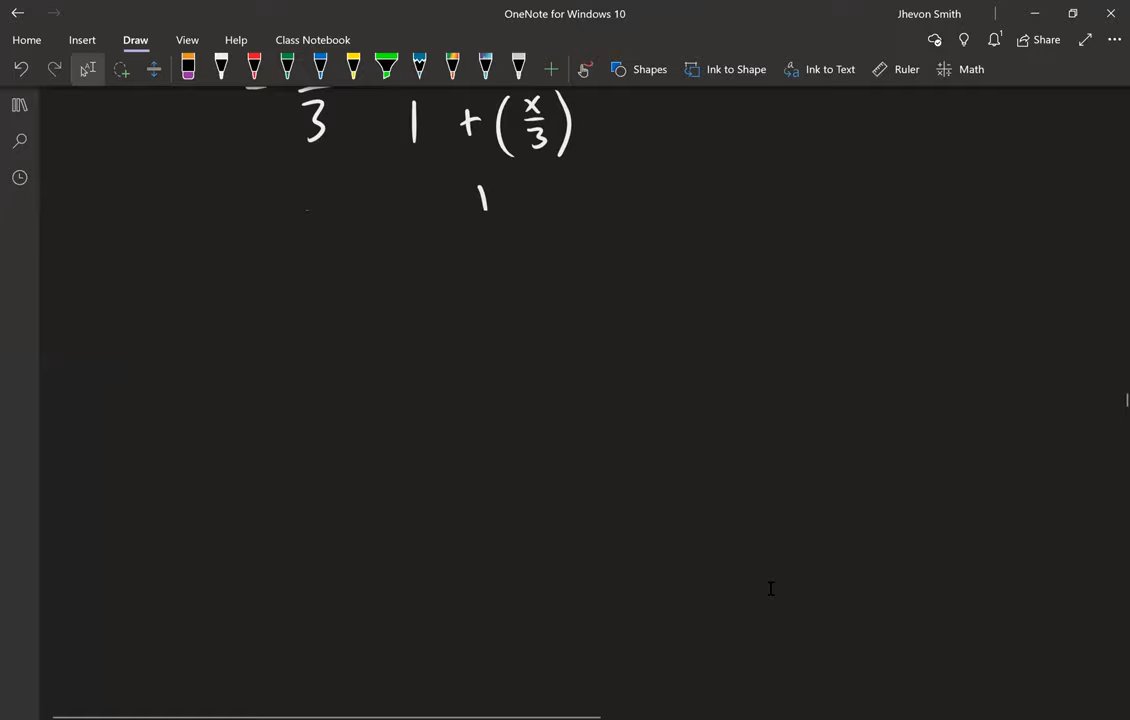 OneNote for Windows 10
Jhevon Smith
Home Insert Draw View Help Class Notebook
Share
Shapes Ink to Shape Ink to Text Ruler Math
3 1 + (x/3)
1